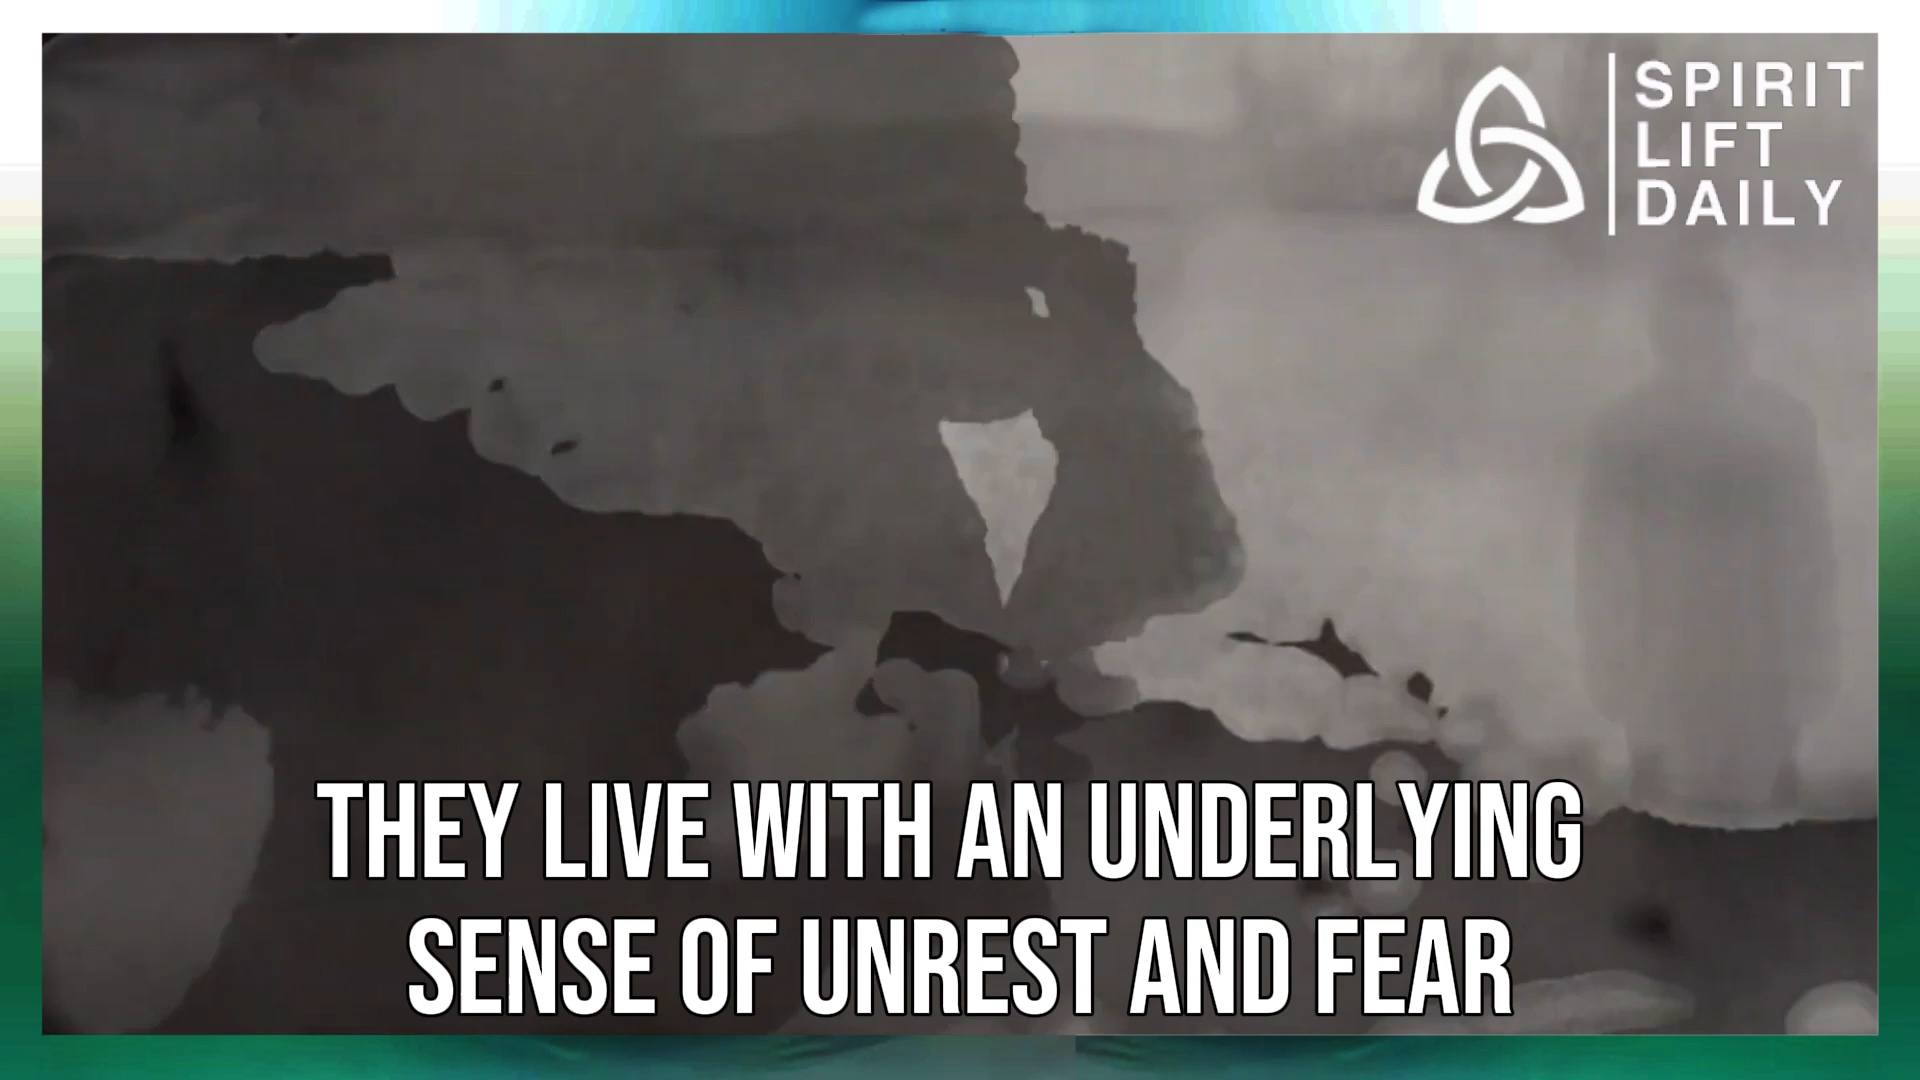 SPIRIT
LIFT
DAILY
THEY LIVE WITH AN UNDERLYING
SENSE OF UNREST AND FEAR